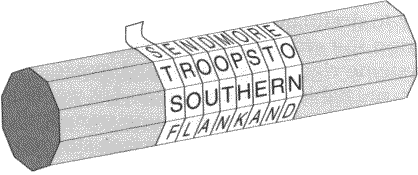 SENDMORE
TROOPSTO
SOUTHERN
FLANKAND